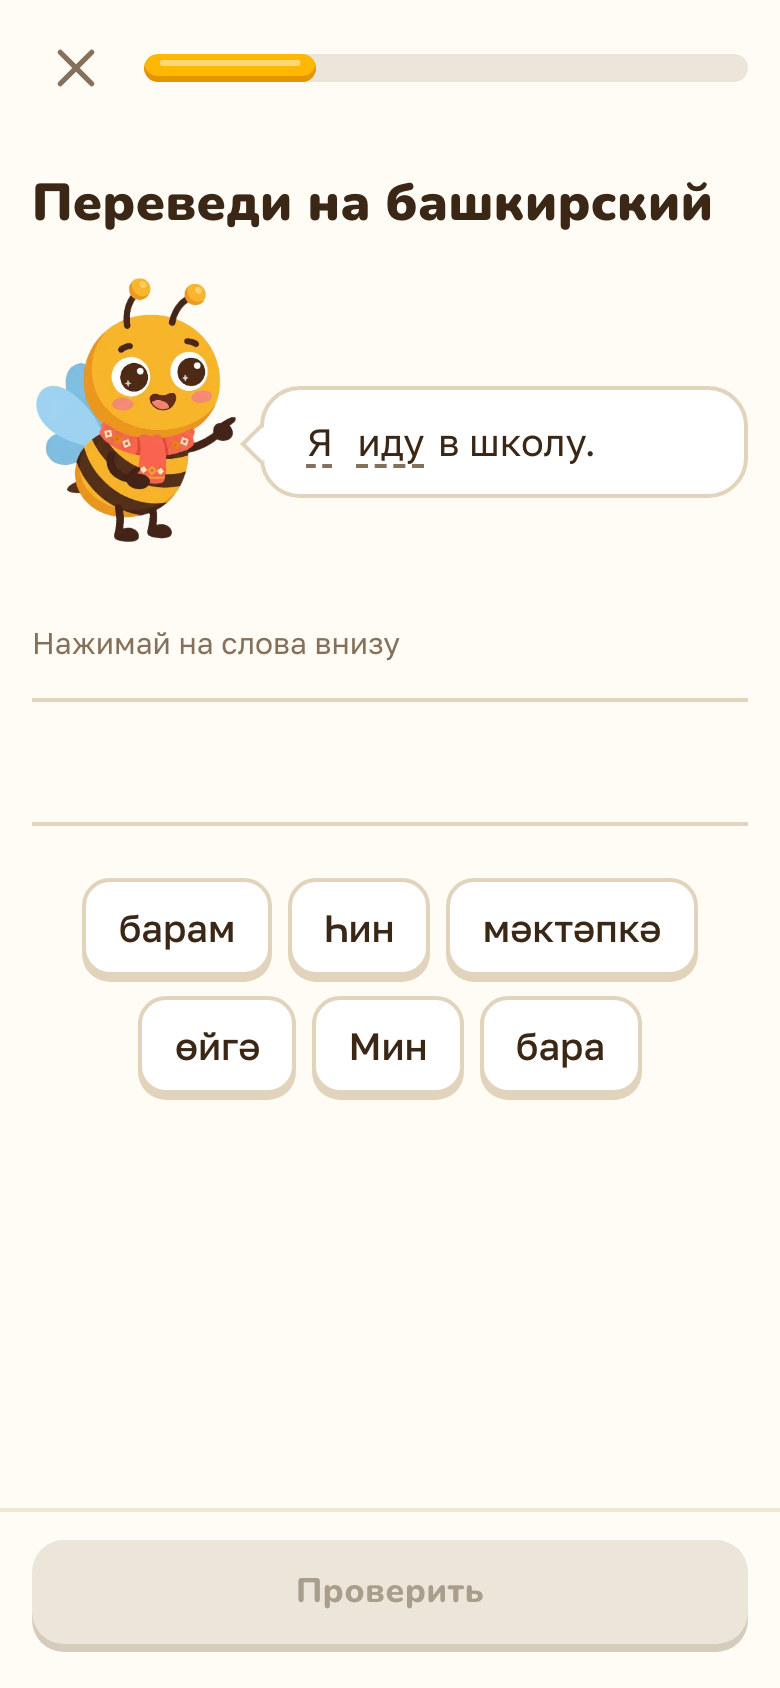 Переведи на башкирский
Я иду в школу.
Нажимай на слова внизу
барам Һин мәктәпкә
өйгә Мин бара
Проверить